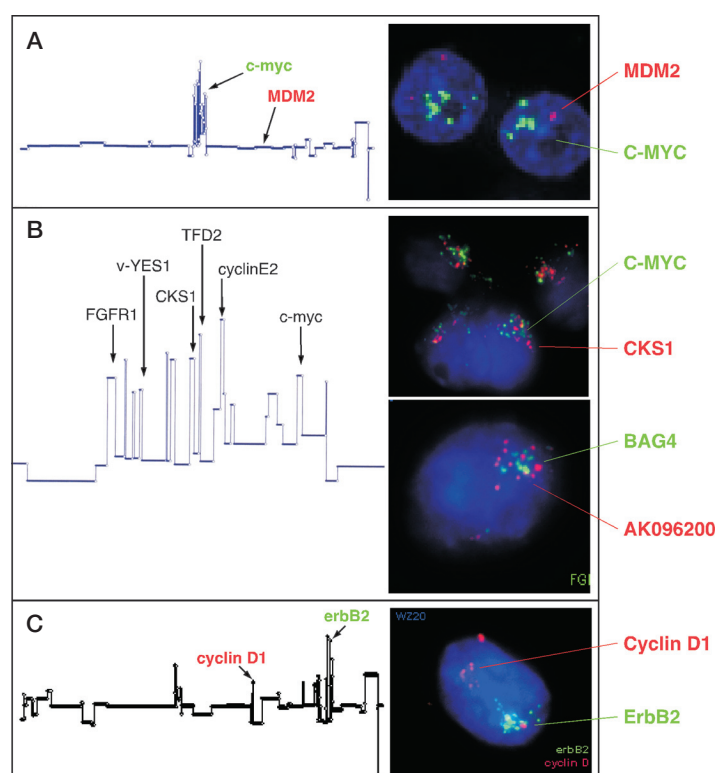 A
c-myc
MDM2
MDM2
C-MYC
B
TFD2
v-YES1
cyclinE2
CKS1
FGFR1
c-myc
C-MYC
CKS1
BAG4
AK096200
FGI
C
erbB2
cyclin D1
WZ20
Cyclin D1
ErbB2
erbB2
cyclin D